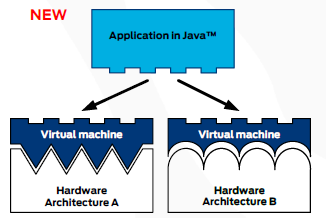 NEW
Application in Java™
Virtual machine
Virtual machine
Hardware
Architecture A
Hardware
Architecture B